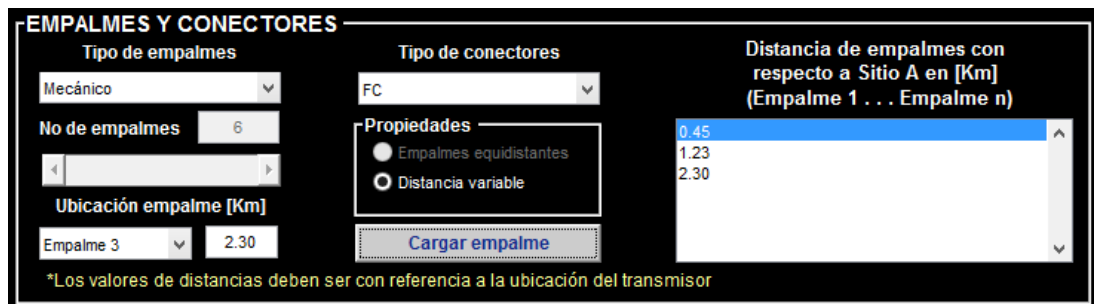 EMPALMES Y CONECTORES
Tipo de empalmes
Mecánico
No de empalmes 6
Ubicación empalme [Km]
Empalme 3 2.30
Tipo de conectores
FC
Propiedades
Empalmes equidistantes
Distancia variable
Cargar empalme
Distancia de empalmes con
respecto a Sitio A en [Km]
(Empalme 1 . . . Empalme n)
0.45
1.23
2.30
*Los valores de distancias deben ser con referencia a la ubicación del transmisor